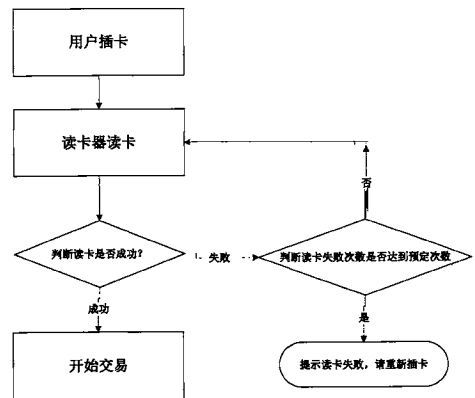 用户插卡
读卡器读卡
否
判断读卡是否成功?
失败
判断读卡失败次数是否达到预定次数
成功
是
开始交易
提示读卡失败，请重新插卡